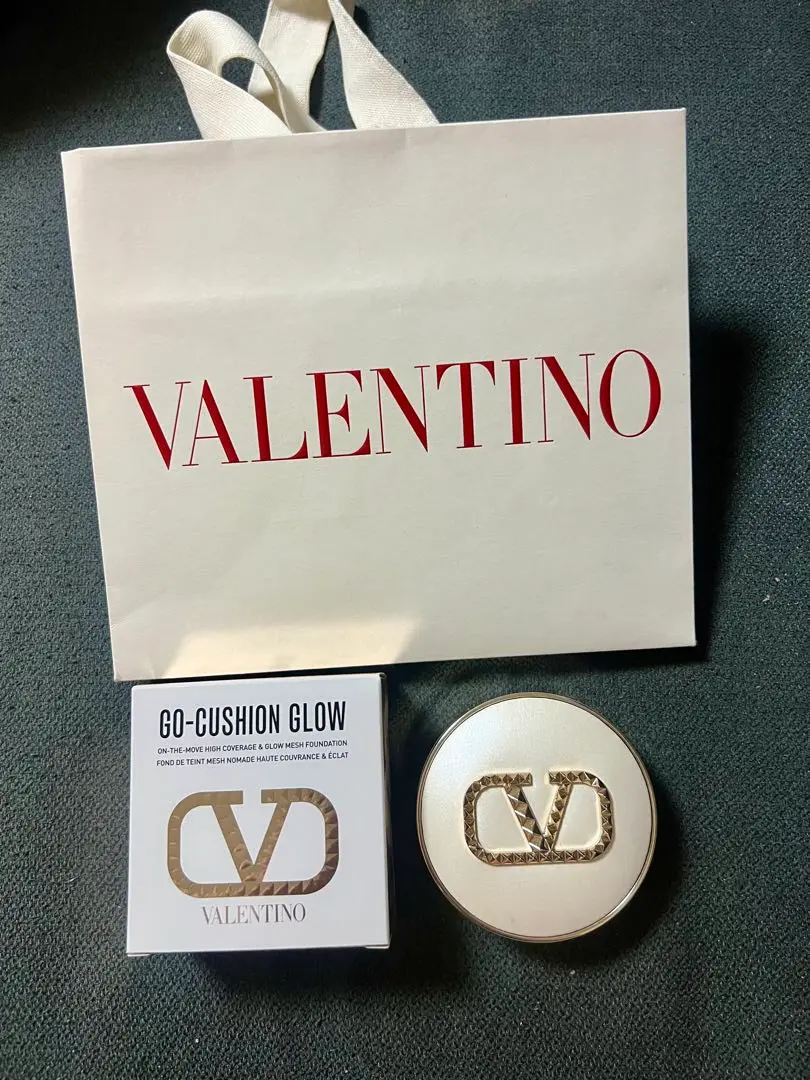 VALENTINO
GO-CUSHION GLOW
ON-THE-MOVE HIGH COVERAGE & GLOW MESH FOUNDATION
FOND DE TEINT MESH NOMADE HAUTE COUVRANCE & ÉCLAT
V
VALENTINO
V